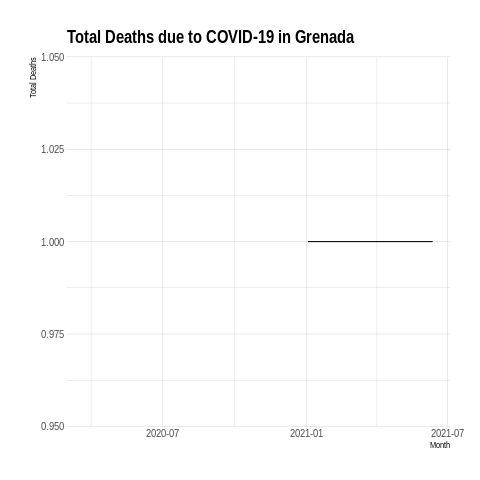 Total Deaths due to COVID-19 in Grenada
Total Deaths
1.050
1.025
1.000
0.975
0.950
2020-07
2021-01
2021-07
Month